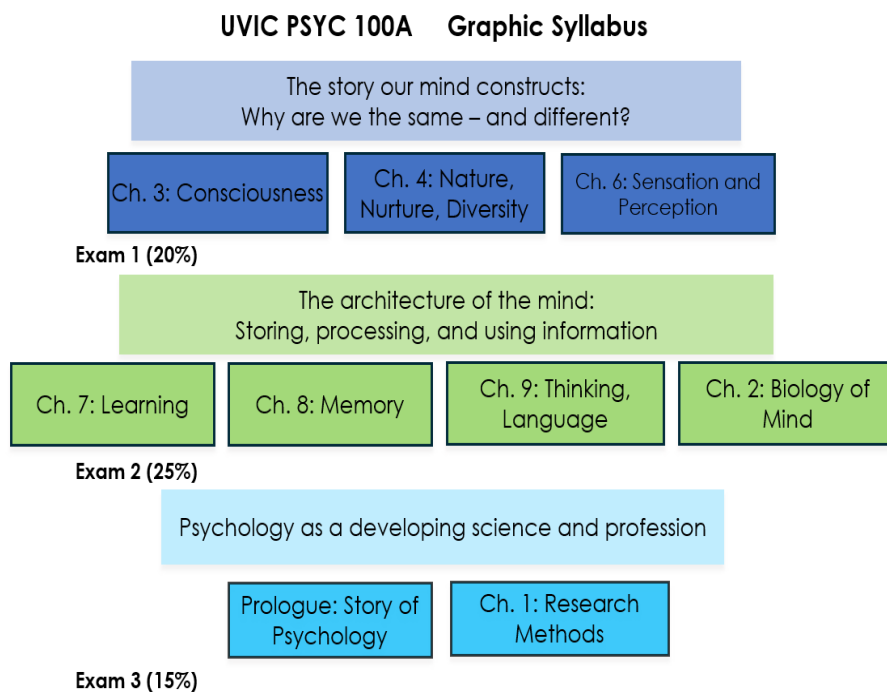 UVIC PSYC 100A Graphic Syllabus
The story our mind constructs:
Why are we the same – and different?
Ch. 3: Consciousness
Ch. 4: Nature,
Nurture, Diversity
Ch. 6: Sensation and
Perception
Exam 1 (20%)
The architecture of the mind:
Storing, processing, and using information
Ch. 7: Learning
Ch. 8: Memory
Ch. 9: Thinking,
Language
Ch. 2: Biology of
Mind
Exam 2 (25%)
Psychology as a developing science and profession
Prologue: Story of
Psychology
Ch. 1: Research
Methods
Exam 3 (15%)